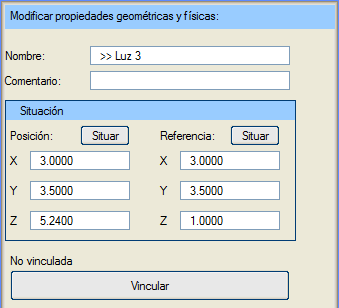 Modificar propiedades geométricas y físicas:
Nombre: >> Luz 3
Comentario:
Situación
Posición: Situar Referencia: Situar
X 3.0000 X 3.0000
Y 3.5000 Y 3.5000
Z 5.2400 Z 1.0000
No vinculada
Vincular